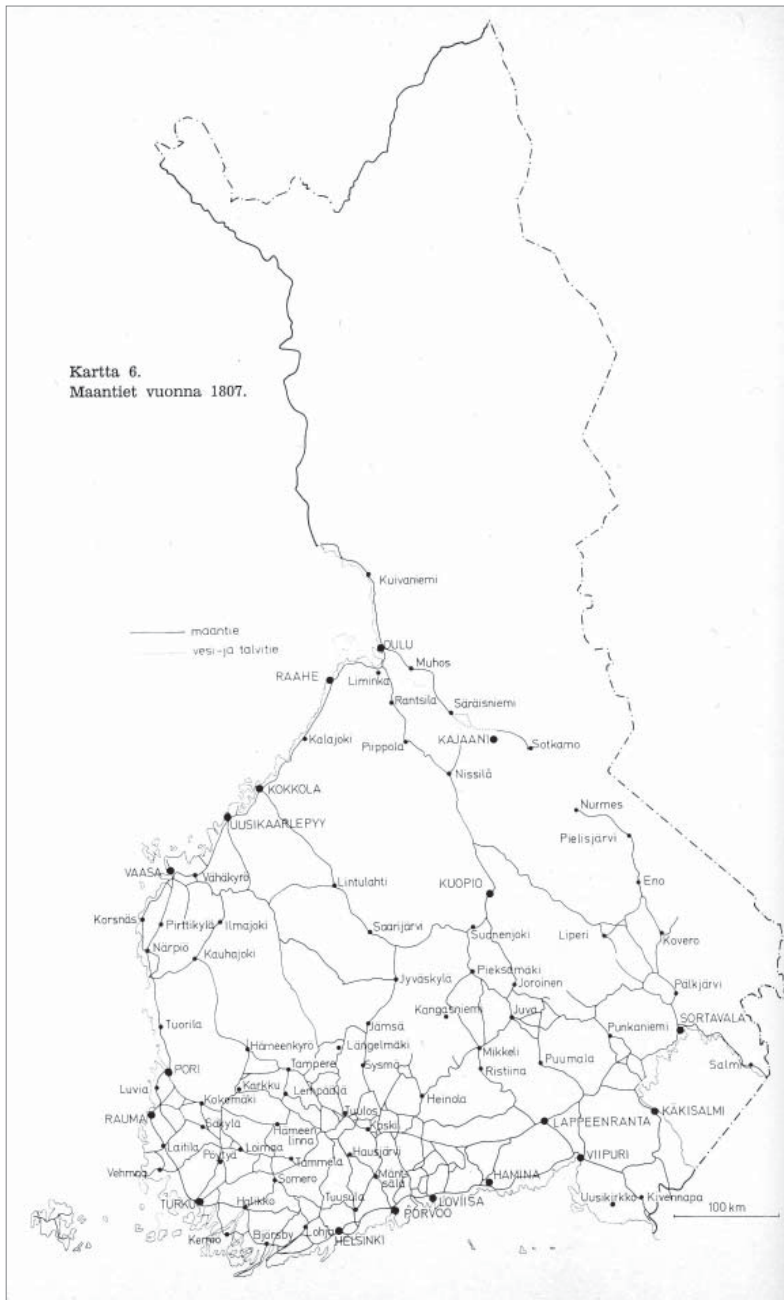 Kartta 6.
Maantiet vuonna 1807.
Kuivaniemi
maantie
vesi-ja talvitie
OULU
Muhos
RAAHE
Liminka
Rantsila
Säräisniemi
Kalajoki
Pirppola
KAJAANI
Sotkamo
Nissilä
KOKKOLA
Nurmes
UUSIKAARLEPYY
Pielisjärvi
VAASA
Vähäkyrö
Lintulahti
KUOPIO
Eno
Korsnäs
Pirttikylä
Ilmajoki
Saarijärvi
Suonenjoki
Liperi
Kovero
Närpiö
Kauhajoki
Jyväskylä
Pieksämäki
Joroinen
Pälkjärvi
Tuorila
Jämsä
Kangasniemi
Juva
Punkaniemi
SORTAVALA
Hämeenkyrö
Längelmäki
Mikkeli
Puumala
Salmi
PORI
Tampere
Sysmä
Ristiina
Luvia
Karkku
Lempäälä
Heinola
Kokemäki
RAUMA
Säkylä
Hämeen
linna
Tuulos
Koski
LAPPEENRANTA
KÄKISALMI
Laitila
Pöytyä
Loimaa
Hausjärvi
VIIPURI
Vehmaa
Tammela
Somero
Mänt-
sälä
HAMINA
TURKU
Halikko
Tuusula
LOVIISA
Uusikirkko
Kivennapa
PORVOO
Kemiö
Björsby
Lohja
HELSINKI
100 km